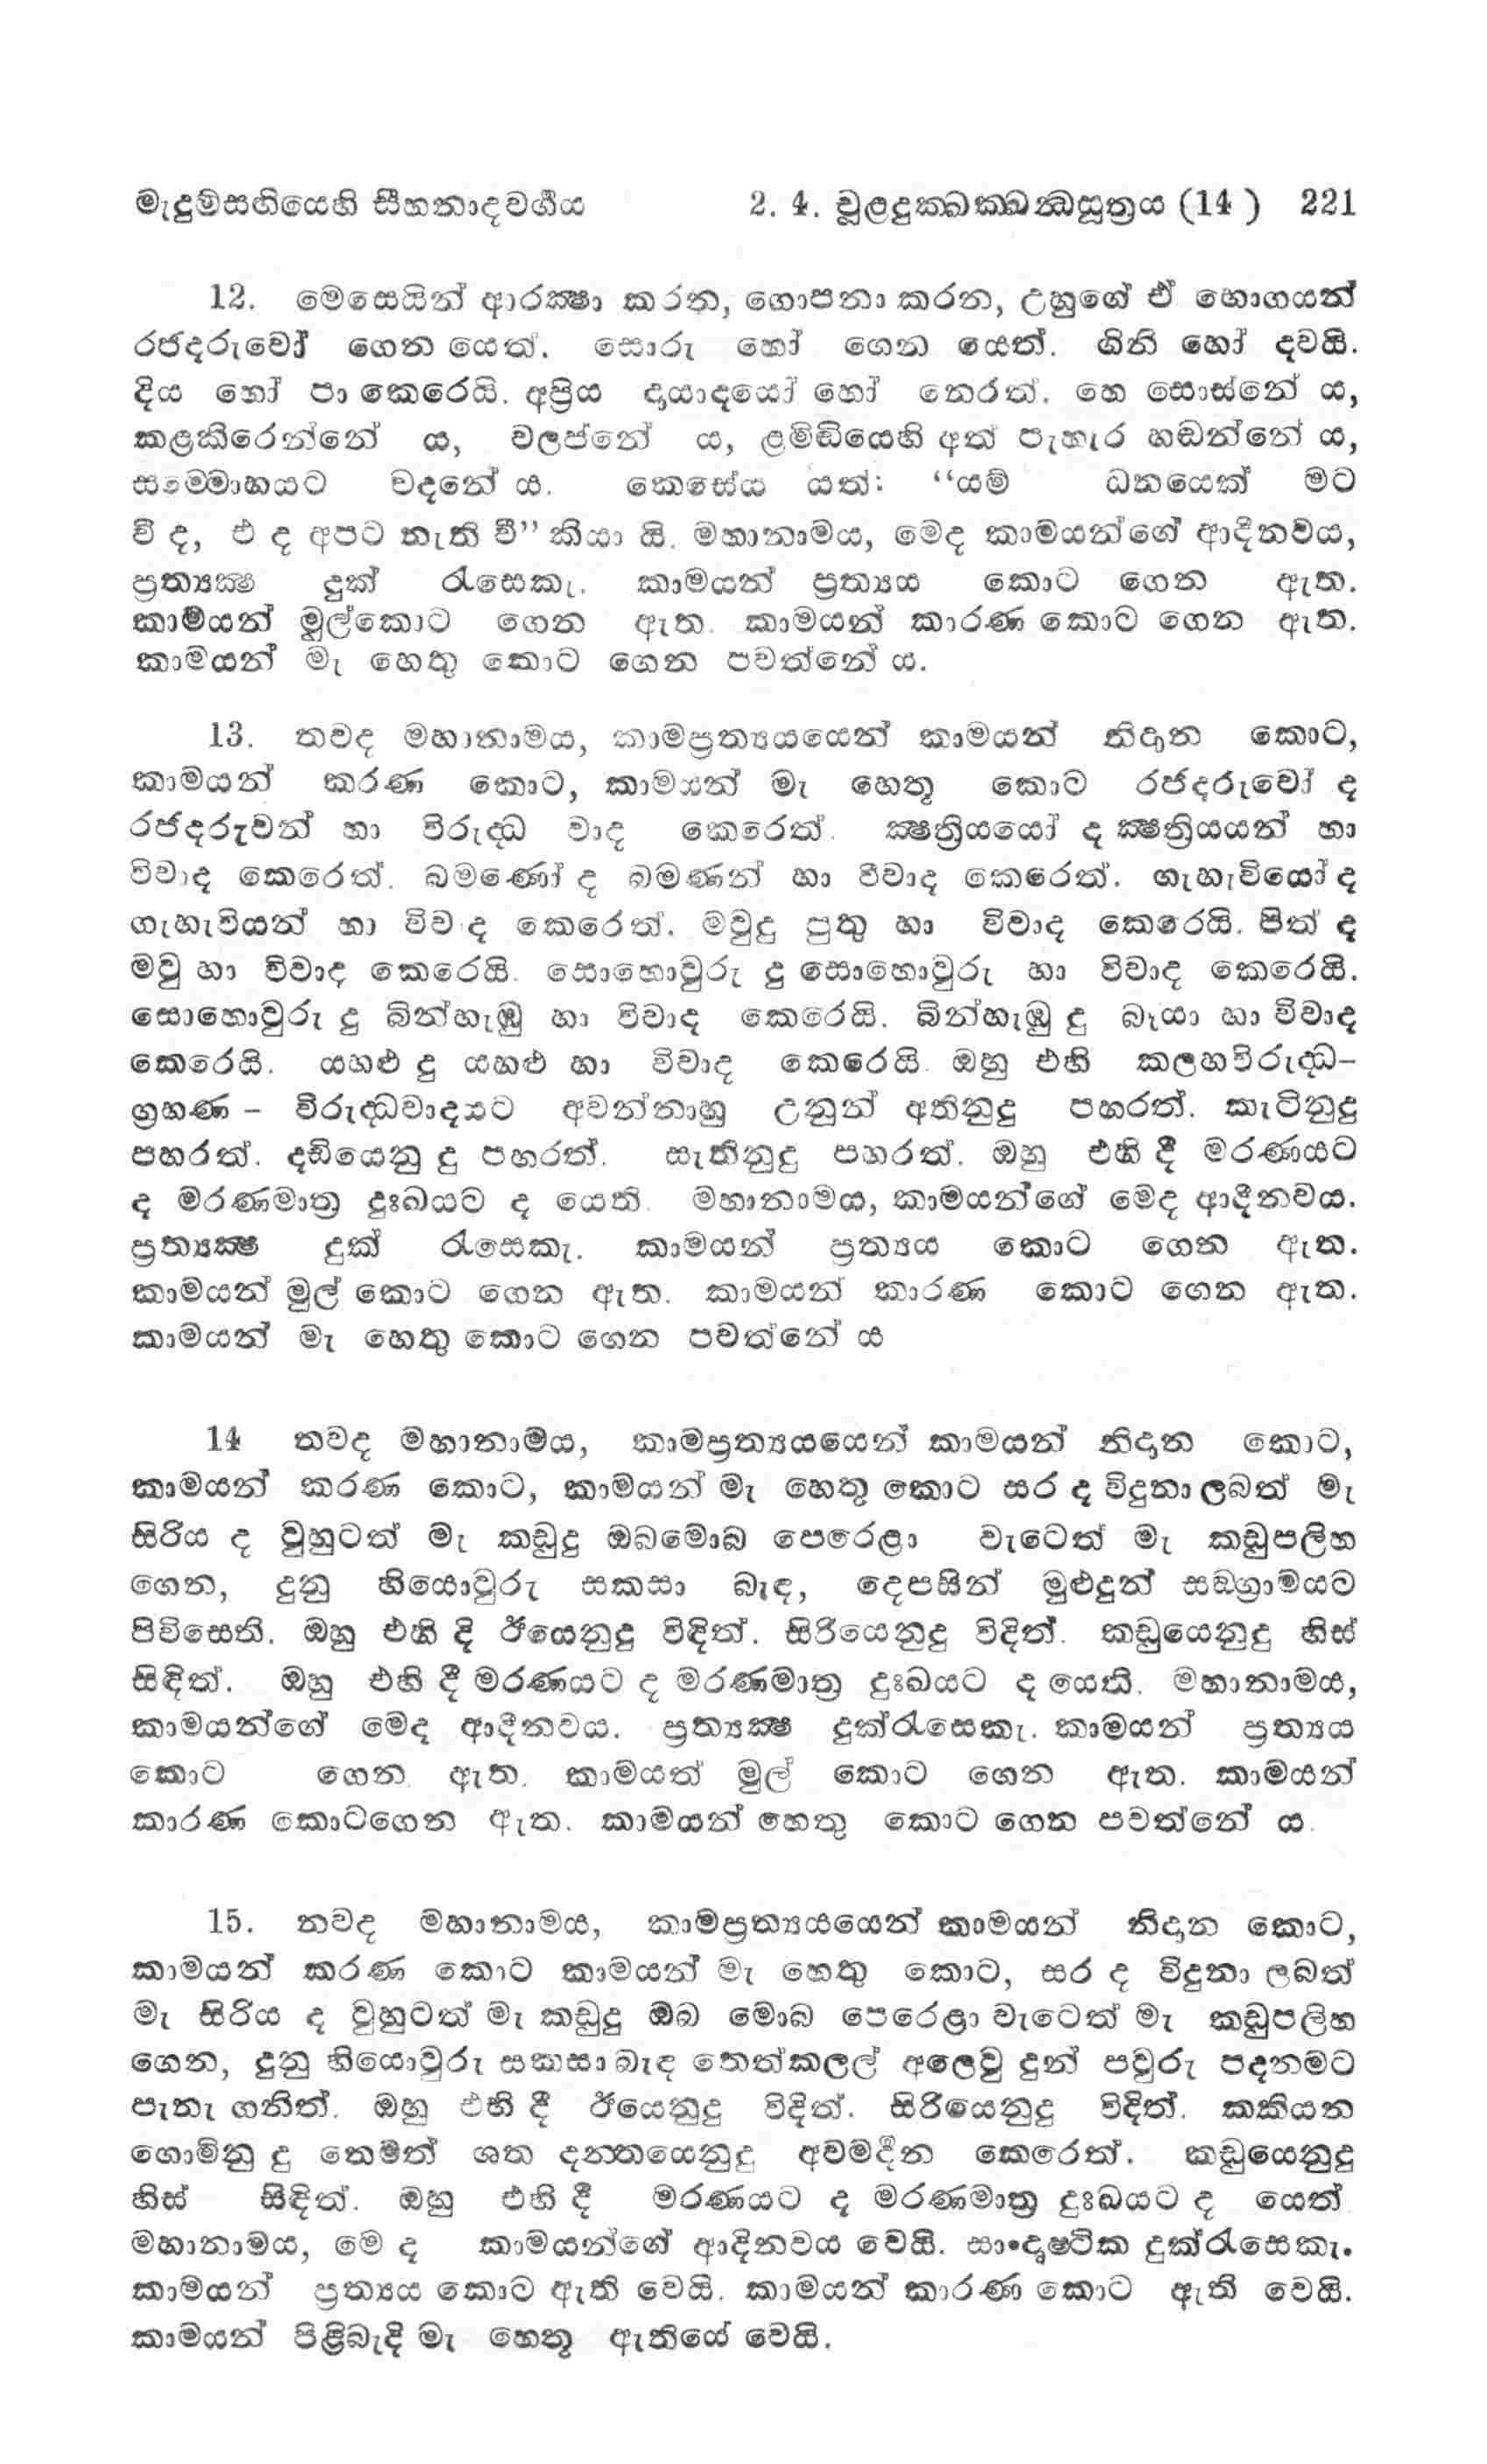 මැදුම්සඟියෙහි සීහනාදවර්‍ගය 2. 4. චූළදුක්ඛක්ඛන්ධසූත්‍රය (14 ) 221
12. මෙසෙයින් ආරක්‍ෂා කරන, ගොපනා කරන, උහුගේ ඒ භොගයන්
රජදරුවෝ ගෙන යෙත්. සොරු හෝ ගෙන යෙත්. ගිනි හෝ දවයි.
දිය හෝ පා කෙරෙයි. අප්‍රිය දායාදයෝ හෝ හෙරත්. හෙ සොස්නේ ය,
කළකිරෙන්නේ ය, වලප්නේ ය, ළම්ඬියෙහි අත් පැහැර හඬන්නේ ය,
සම්මොහයට වදනේ ය. කෙසේය යත්: “යම් ධනයෙක් මට
වී ද, එ ද අපට නැති වී” කියා යි. මහානාමය, මෙද කාමයන්ගේ ආදීනවය,
ප්‍රත්‍යක්‍ෂ දුක් රැසෙකැ. කාමයන් ප්‍රත්‍යය කොට ගෙන ඇත.
කාමයන් මුල්කොට ගෙන ඇත. කාමයන් කාරණ කොට ගෙන ඇත.
කාමයන් මැ හෙතු කොට ගෙන පවත්නේ ය.
13. තවද මහානාමය, කාමප්‍රත්‍යයයෙන් කාමයන් නිදාන කොට,
කාමයන් කරණ කොට, කාමයන් මැ හෙතූ කොට රජදරුවෝ ද
රජදරුවන් හා විරුද්ධ වාද කෙරෙත්. ක්‍ෂත්‍රියයෝ ද ක්‍ෂත්‍රියයන් හා
විවාද කෙරෙත්. බමණෝ ද බමණන් හා විවාද කෙරෙත්. ගැහැවියෝ ද
ගැහැවියන් හා විවාද කෙරෙත්. මවුදු පුතු හා විවාද කෙරෙයි. පිත් ද
මවු හා විවාද කෙරෙයි. සොහොවුරු දු සොහොවුරු හා විවාද කෙරෙයි.
සොහොවුරු දු බින්හැඹු හා විවාද කෙරෙයි. බින්හැඹු දු බෑයා හා විවාද
කෙරෙයි. යහළු දු යහළු හා විවාද කෙරෙයි. ඔහු එහි කලහවිරුද්ධ–
ග්‍රහණ – විරුද්ධවාදයට අවන්නාහු උනුන් අතිනුදු පහරත්. කැටිනුදු
පහරත්. දඬියෙනු දු පහරත්. සැතිනුදු පහරත්. ඔහු එහි දී මරණයට
ද මරණමාත්‍ර දුඃඛයට ද යෙති. මහානාමය, කාමයන්ගේ මෙද ආදීනවය.
ප්‍රත්‍යක්‍ෂ දුක් රැසෙකැ. කාමයන් ප්‍රත්‍යය කොට ගෙන ඇත.
කාමයන් මුල් කොට ගෙන ඇත. කාමයන් කාරණ කොට ගෙන ඇත.
කාමයන් මැ හෙතු කොට ගෙන පවත්නේ ය
14 තවද මහානාමය, කාමප්‍රත්‍යයයෙන් කාමයන් නිදාන කොට,
කාමයන් කරණ කොට, කාමයන් මැ හෙතු කොට සර ද විදුනා ලබත් මැ
සිරිය ද වුහුටත් මැ කඩුදු ඔබමොබ පෙරෙළා වැටෙත් මැ කඩුපලිහ
ගෙන, දුනු හියොවුරු සකසා බැඳ, දෙපසින් මුළුදුන් සඞ්ග්‍රාමයට
පිවිසෙති. ඔහු එහි දි ඊයෙනුදු විඳිත්. සිරියෙනුදු විදිත්. කඩුයෙනුදු හිස්
සිඳිත්. ඔහු එහි දී මරණයට ද මරණමාත්‍ර දුඃඛයට ද යෙති. මහානාමය,
කාමයන්ගේ මෙද ආදීනවය. ප්‍රත්‍යක්‍ෂ දුක්රැසෙකැ. කාමයන් ප්‍රත්‍යය
කොට ගෙන ඇත. කාමයන් මුල් කොට ගෙන ඇත. කාමයන්
කාරණ කොටගෙන ඇත. කාමයන් හෙතු කොට ගෙන පවත්නේ ය.
15. තවද මහානාමය, කාමප්‍රත්‍යයයෙන් කාමයන් නිදාන කොට,
කාමයන් කරණ කොට කාමයන් මැ හෙතු කොට, සර ද විදුනා ලබත්
මැ සිරිය ද වුහුටත් මැ කඩුදු ඔබ මොබ පෙරෙළා වැටෙත් මැ කඩුපලිහ
ගෙන, දුනු හියොවුරු සකසා බැඳ තෙත්කලල් අලෙවු දුන් පවුරු පදනමට
පැනැ ගනිත්. ඔහු එහි දී ඊයෙනුදු විදිත්. සිරියෙනුදු විඳිත්. කකියන
ගොම්නු දු තෙමත් ශත දන්තයෙනුදු අවමර්‍දන කෙරෙත්. කඩුයෙනුදු
හිස් සිඳිත්. ඔහු එහි දී මරණයට ද මරණමාත්‍ර දුඃඛයට ද යෙත්
මහානාමය, මෙ ද කාමයන්ගේ ආදිනවය වෙයි. සාංදෘෂ්ටික දුක්රැසෙකැ.
කාමයන් ප්‍රත්‍යය කොට ඇති වෙයි. කාමයන් කාරණ කොට ඇති වෙයි.
කාමයන් පිළිබැඳි මැ හෙතූ ඇතියේ වෙයි.